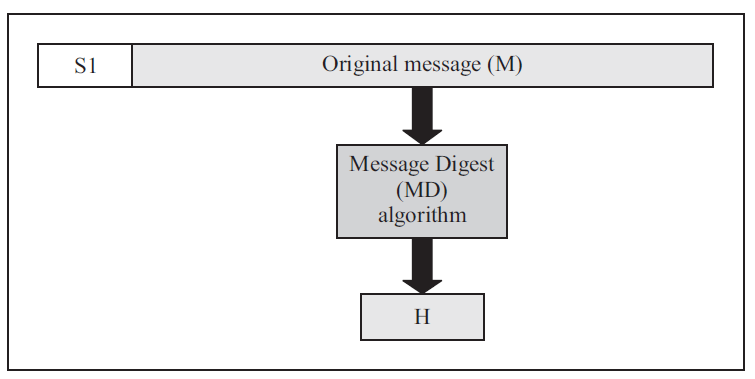 S1
Original message (M)
Message Digest
(MD)
algorithm
H